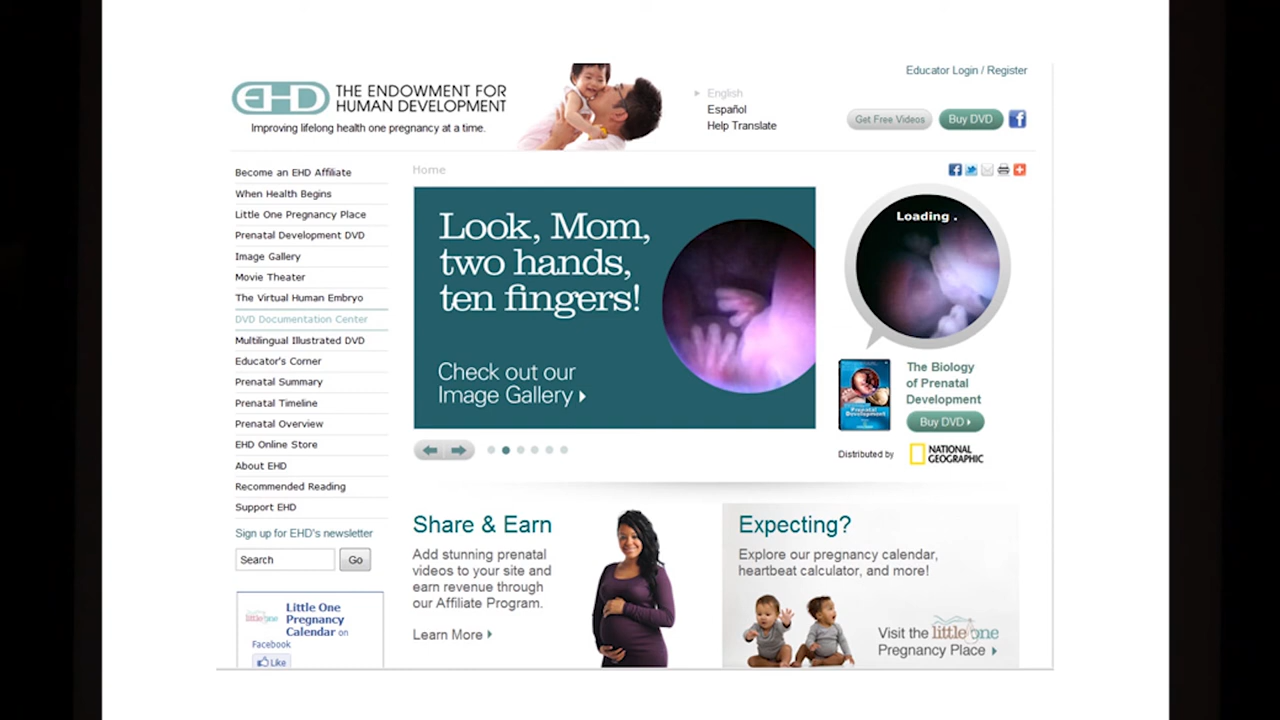 Educator Login / Register
EHD
THE ENDOWMENT FOR
HUMAN DEVELOPMENT
Improving lifelong health one pregnancy at a time.
English
Español
Help Translate
Get Free Videos
Buy DVD
f
Become an EHD Affiliate
When Health Begins
Little One Pregnancy Place
Prenatal Development DVD
Image Gallery
Movie Theater
The Virtual Human Embryo
DVD Documentation Center
Multilingual Illustrated DVD
Educator's Corner
Prenatal Summary
Prenatal Timeline
Prenatal Overview
EHD Online Store
About EHD
Recommended Reading
Support EHD
Sign up for EHD's newsletter
Search
Go
Little One
Pregnancy
Calendar on
Facebook
Like
Home
Look, Mom,
two hands,
ten fingers!
Check out our
Image Gallery
Loading .
The Biology
of Prenatal
Development
Buy DVD
Distributed by
NATIONAL
GEOGRAPHIC
Share & Earn
Add stunning prenatal
videos to your site and
earn revenue through
our Affiliate Program.
Learn More
Expecting?
Explore our pregnancy calendar,
heartbeat calculator, and more!
Visit the little one
Pregnancy Place